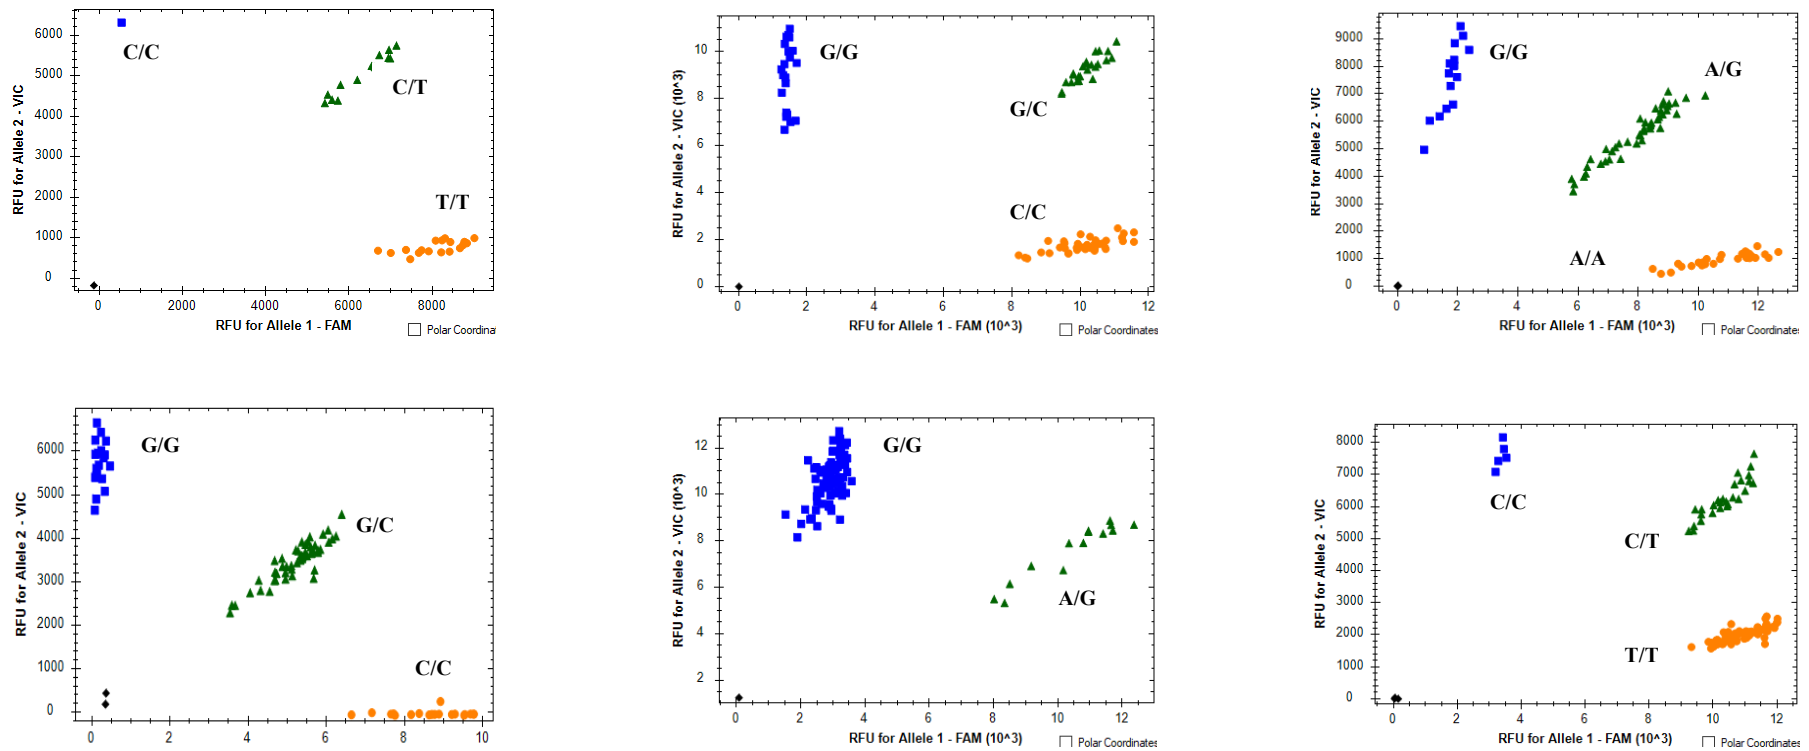 6000
5000
4000
3000
2000
1000
0
RFU for Allele 2 - VIC
C/C
C/T
T/T
0 2000 4000 6000 8000
RFU for Allele 1 - FAM
Polar Coordina
10
8
6
4
2
0
RFU for Allele 2 - VIC (10^3)
G/G
G/C
C/C
0 2 4 6 8 10 12
RFU for Allele 1 - FAM (10^3)
Polar Coordinates
9000
8000
7000
6000
5000
4000
3000
2000
1000
0
RFU for Allele 2 - VIC
G/G
A/G
A/A
0 2 4 6 8 10 12
RFU for Allele 1 - FAM (10^3)
Polar Coordinates
6000
5000
4000
3000
2000
1000
0
RFU for Allele 2 - VIC
G/G
G/C
C/C
0 2 4 6 8 10
12
10
8
6
4
2
RFU for Allele 2 - VIC (10^3)
G/G
A/G
0 2 4 6 8 10 12
RFU for Allele 1 - FAM (10^3)
Polar Coordinates
8000
7000
6000
5000
4000
3000
2000
1000
0
RFU for Allele 2 - VIC
C/C
C/T
T/T
0 2 4 6 8 10 12
RFU for Allele 1 - FAM (10^3)
Polar Coordinates